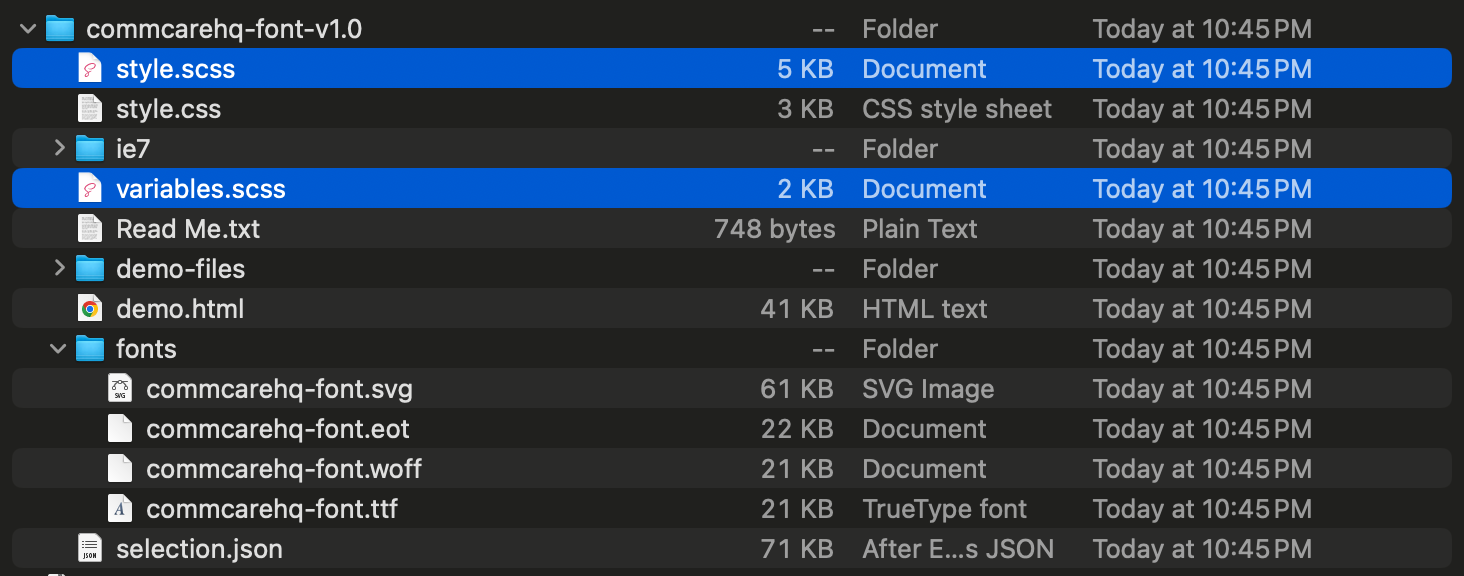 commcarehq-font-v1.0 -- Folder Today at 10:45 PM
style.scss 5 KB Document Today at 10:45 PM
style.css 3 KB CSS style sheet Today at 10:45 PM
ie7 -- Folder Today at 10:45 PM
variables.scss 2 KB Document Today at 10:45 PM
Read Me.txt 748 bytes Plain Text Today at 10:45 PM
demo-files -- Folder Today at 10:45 PM
demo.html 41 KB HTML text Today at 10:45 PM
fonts -- Folder Today at 10:45 PM
SVG commcarehq-font.svg 61 KB SVG Image Today at 10:45 PM
commcarehq-font.eot 22 KB Document Today at 10:45 PM
commcarehq-font.woff 21 KB Document Today at 10:45 PM
A commcarehq-font.ttf 21 KB TrueType font Today at 10:45 PM
JSON selection.json 71 KB After E...s JSON Today at 10:45 PM